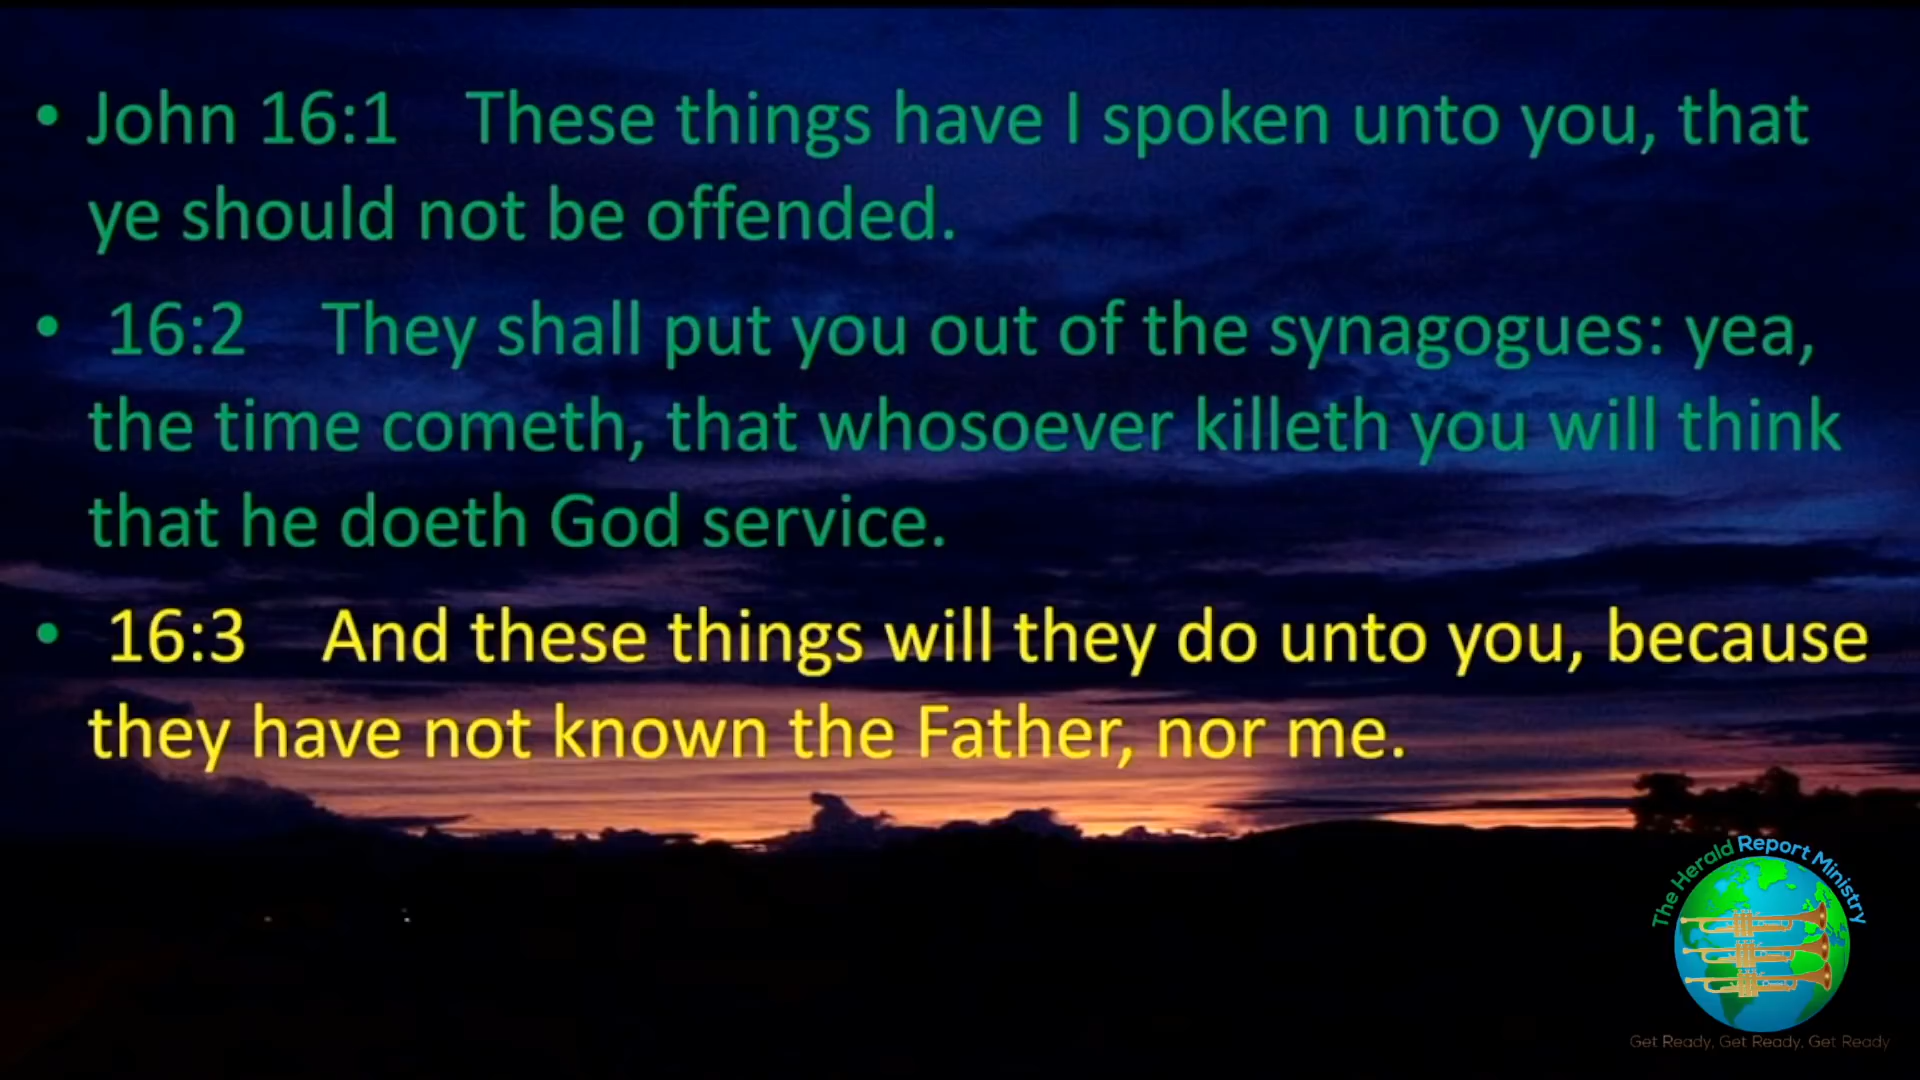 • John 16:1 These things have I spoken unto you, that
ye should not be offended.
• 16:2 They shall put you out of the synagogues: yea,
the time cometh, that whosoever killeth you will think
that he doeth God service.
• 16:3 And these things will they do unto you, because
they have not known the Father, nor me.
The Herald Report Ministry
Get Ready, Get Ready, Get Ready